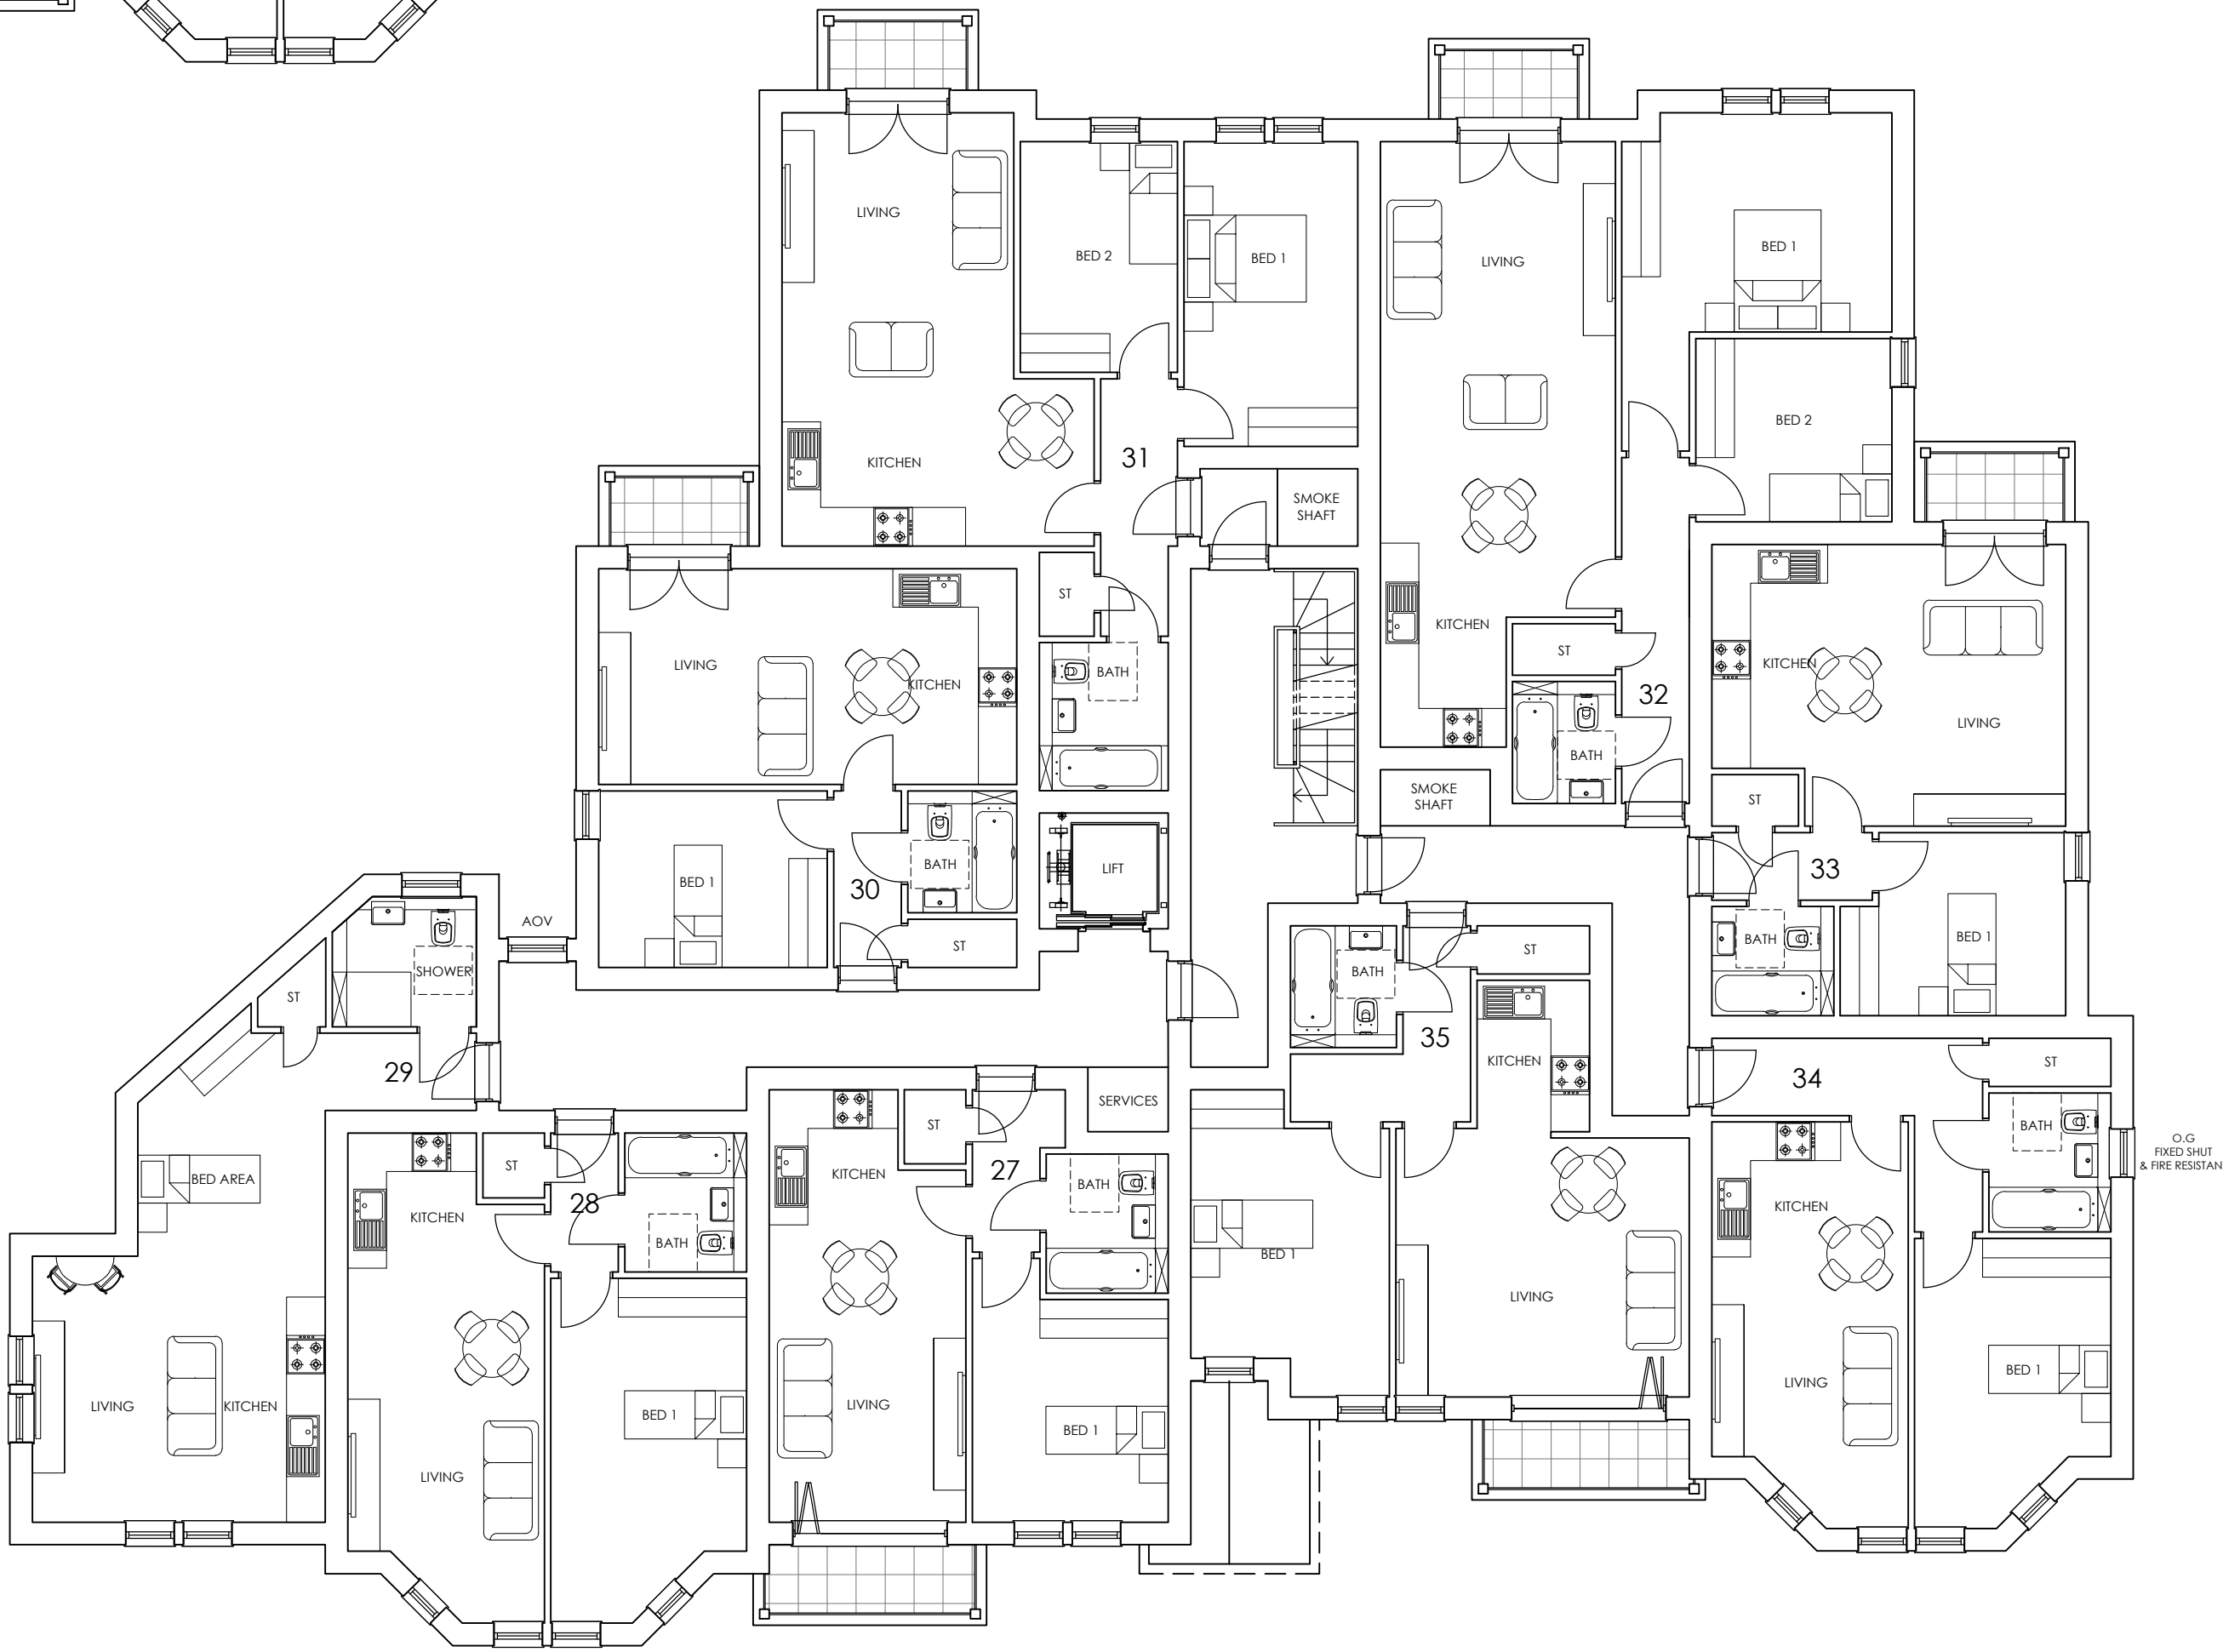 LIVING
LIVING
BED 1
BED 2
BED 1
BED 2
KITCHEN
31
SMOKE
SHAFT
ST
KITCHEN
ST
LIVING
KITCHEN
BATH
32
KITCHEN
LIVING
BATH
SMOKE
SHAFT
ST
BED 1
30
BATH
LIFT
33
AOV
ST
SHOWER
ST
BATH
ST
BATH
BED 1
29
35
KITCHEN
34
ST
SERVICES
ST
KITCHEN
27
BATH
BATH
O.G
FIXED SHUT
& FIRE RESISTAN
BED AREA
ST
28
KITCHEN
BATH
KITCHEN
BED 1
LIVING
LIVING
KITCHEN
BED 1
LIVING
BED 1
LIVING
BED 1
LIVING